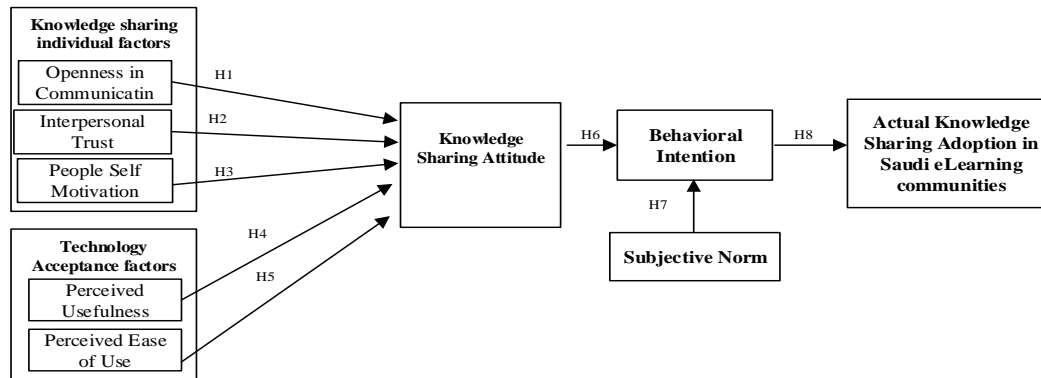 Knowledge sharing
individual factors
Openness in
Communicatin
Interpersonal
Trust
People Self
Motivation
Technology
Acceptance factors
Perceived
Usefulness
Perceived Ease
of Use
H1
H2
H3
H4
H5
Knowledge
Sharing Attitude
H6
Behavioral
Intention
H7
Subjective Norm
H8
Actual Knowledge
Sharing Adoption in
Saudi eLearning
communities